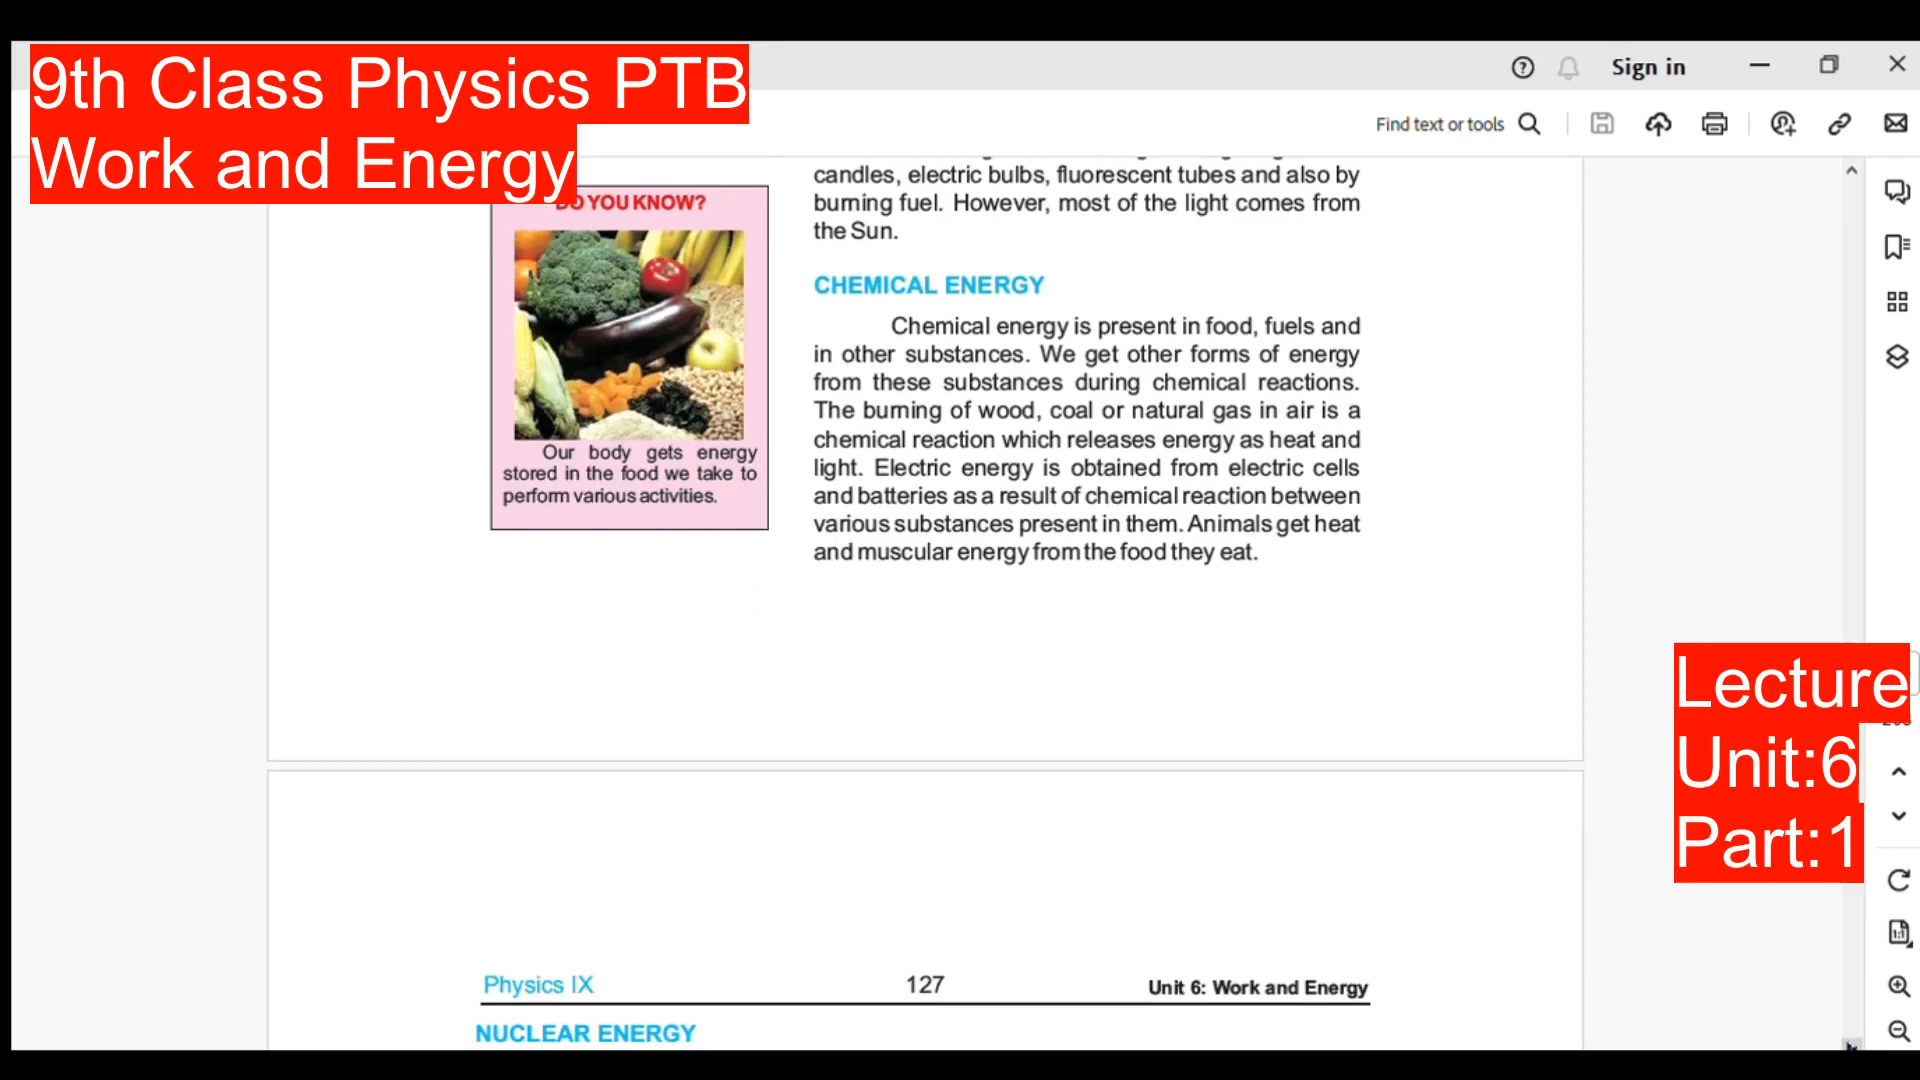 9th Class Physics PTB
Work and Energy
Sign in
Find text or tools
DO YOU KNOW?
Our body gets energy
stored in the food we take to
perform various activities.
candles, electric bulbs, fluorescent tubes and also by
burning fuel. However, most of the light comes from
the Sun.
CHEMICAL ENERGY
Chemical energy is present in food, fuels and
in other substances. We get other forms of energy
from these substances during chemical reactions.
The burning of wood, coal or natural gas in air is a
chemical reaction which releases energy as heat and
light. Electric energy is obtained from electric cells
and batteries as a result of chemical reaction between
various substances present in them. Animals get heat
and muscular energy from the food they eat.
Lecture
Unit:6
Part:1
Physics IX 127 Unit 6: Work and Energy
NUCLEAR ENERGY